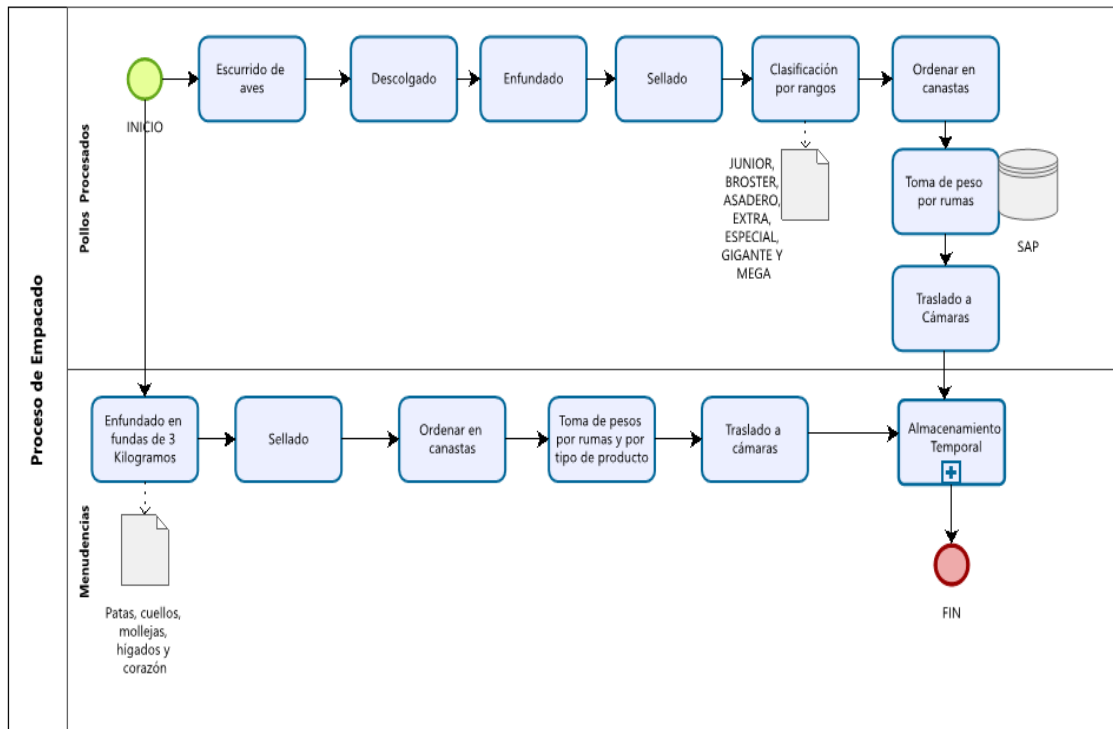 Proceso de Empacado
Pollos Procesados
INICIO
Escurrido de
aves
Descolgado
Enfundado
Sellado
Clasificación
por rangos
Ordenar en
canastas
JUNIOR,
BROSTER,
ASADERO,
EXTRA,
ESPECIAL,
GIGANTE Y
MEGA
Toma de peso
por rumas
SAP
Traslado a
Cámaras
Menudencias
Enfundado en
fundas de 3
Kilogramos
Sellado
Ordenar en
canastas
Toma de pesos
por rumas y por
tipo de producto
Traslado a
cámaras
Almacenamiento
Temporal
Patas, cuellos,
mollejas,
hígados y
corazón
FIN